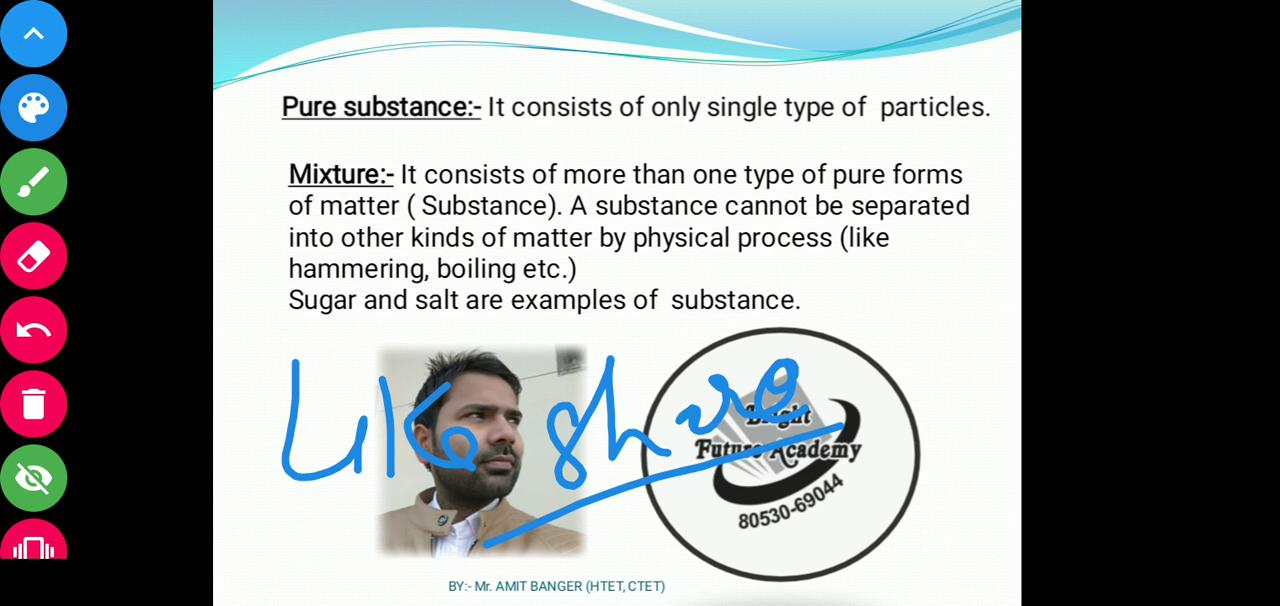 Pure substance:- It consists of only single type of particles.
Mixture:- It consists of more than one type of pure forms
of matter ( Substance). A substance cannot be separated
into other kinds of matter by physical process (like
hammering, boiling etc.)
Sugar and salt are examples of substance.
Like share
Bright
Future Academy
80530-69044
BY:- Mr. AMIT BANGER (HTET, CTET)